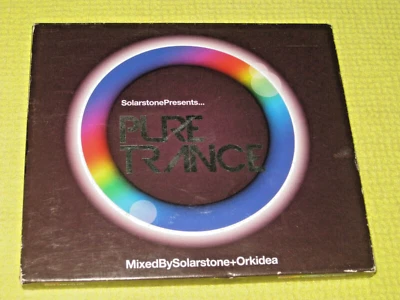 SolarstonePresents...
PURE
TRANCE
MixedBySolarstone+Orkidea